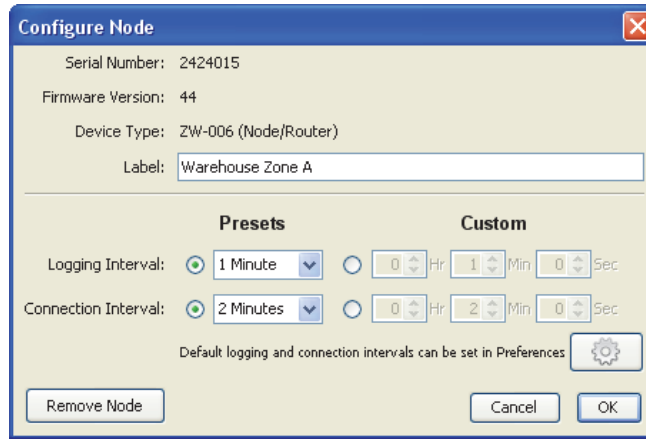 Configure Node
Serial Number: 2424015
Firmware Version: 44
Device Type: ZW-006 (Node/Router)
Label: Warehouse Zone A
Presets Custom
Logging Interval: 1 Minute 0 Hr 1 Min 0 Sec
Connection Interval: 2 Minutes 0 Hr 2 Min 0 Sec
Default logging and connection intervals can be set in Preferences
Remove Node Cancel OK